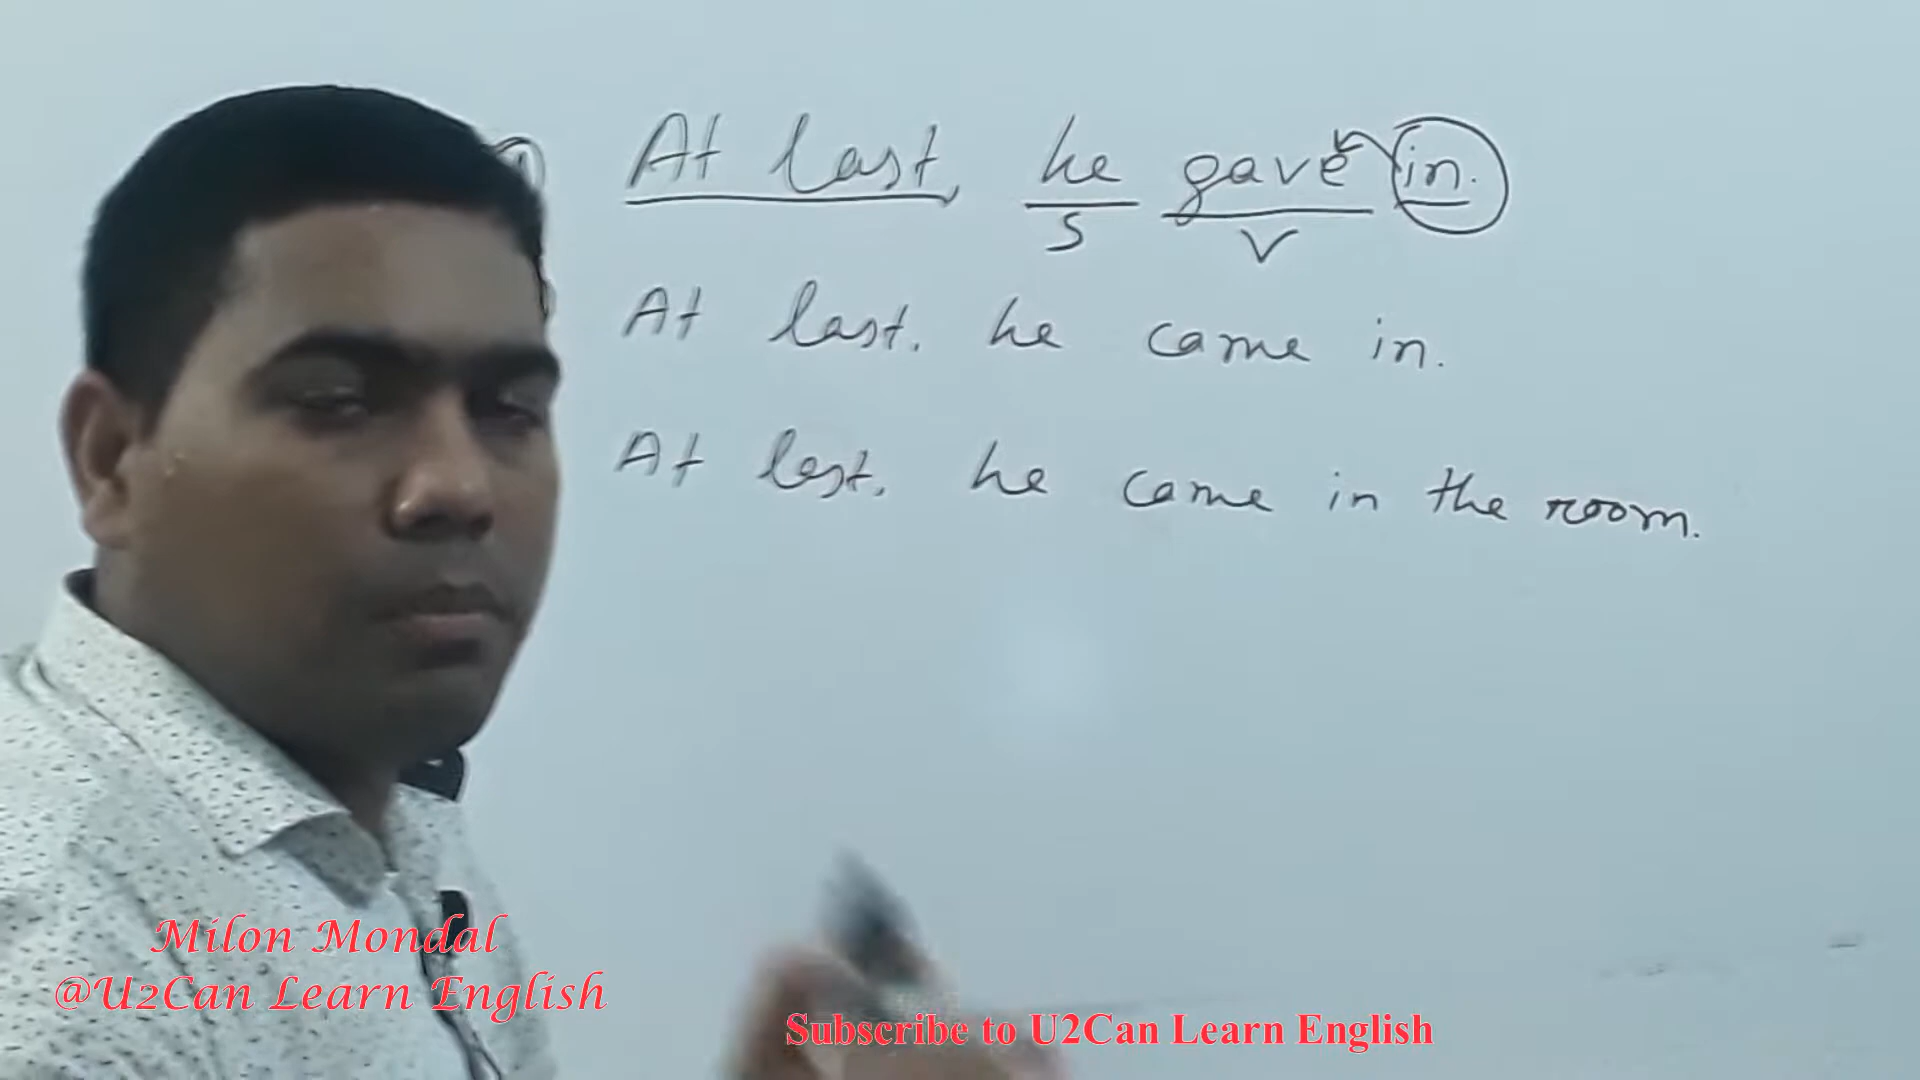 At last, he gave in.
S V
At last. he came in.
At last. he came in the room.
Milon Mondal
@U2Can Learn English
Subscribe to U2Can Learn English